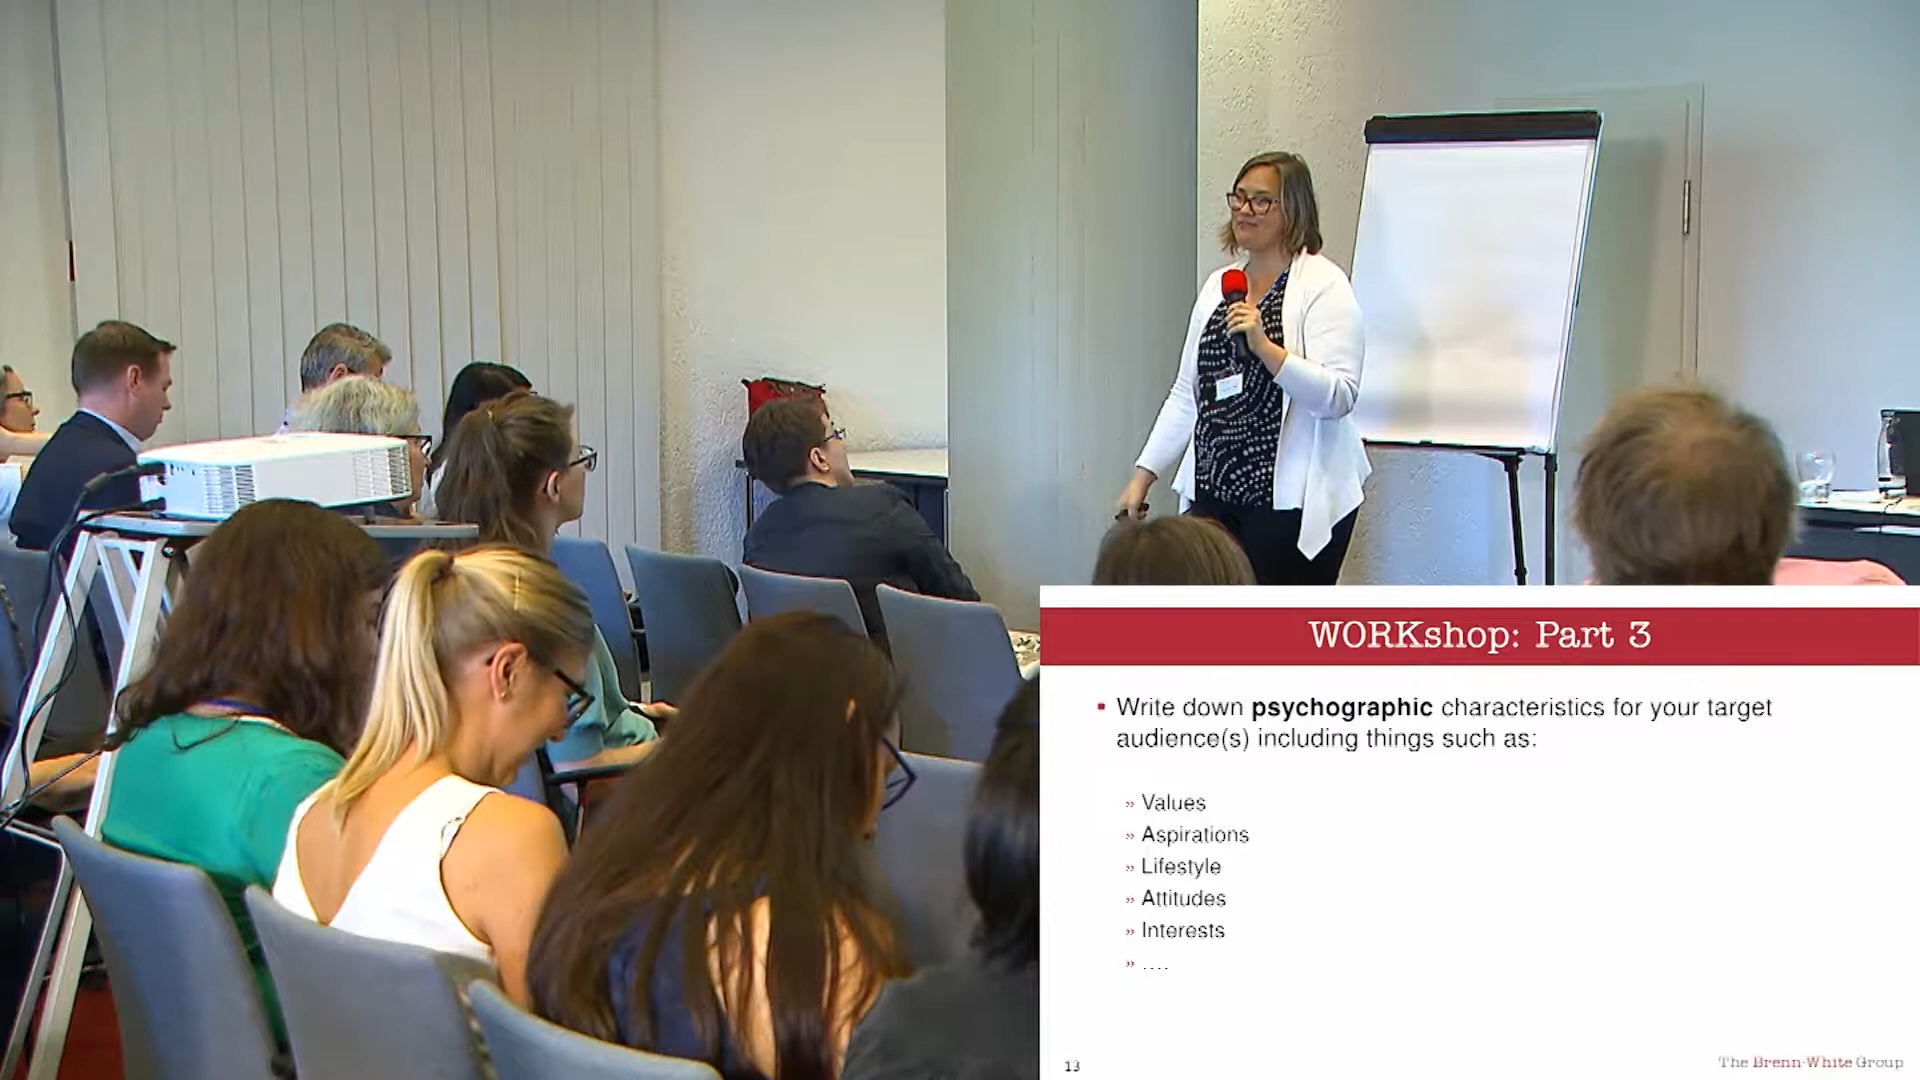 WORKshop: Part 3
▪ Write down psychographic characteristics for your target
audience(s) including things such as:
» Values
» Aspirations
» Lifestyle
» Attitudes
» Interests
» ....
13
The Brenn-White Group